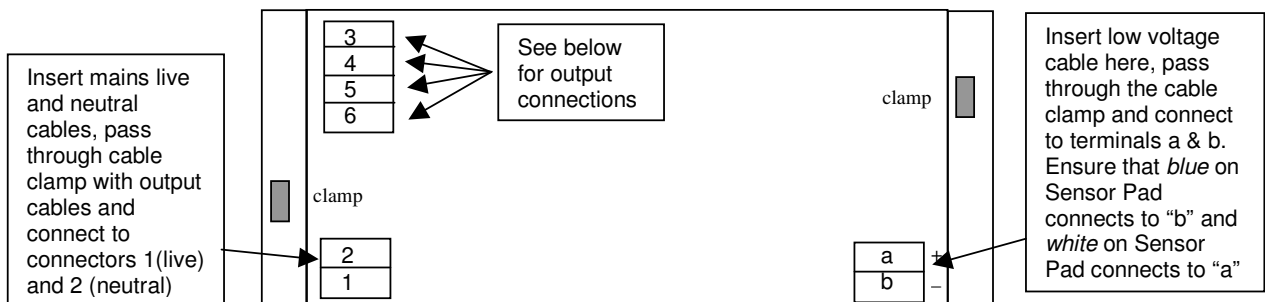 Insert mains live
and neutral
cables, pass
through cable
clamp with output
cables and
connect to
connectors 1(live)
and 2 (neutral)
3
4
5
6
See below
for output
connections
clamp
2
1
clamp
a +
b –
Insert low voltage
cable here, pass
through the cable
clamp and connect
to terminals a & b.
Ensure that blue on
Sensor Pad
connects to “b” and
white on Sensor
Pad connects to “a”